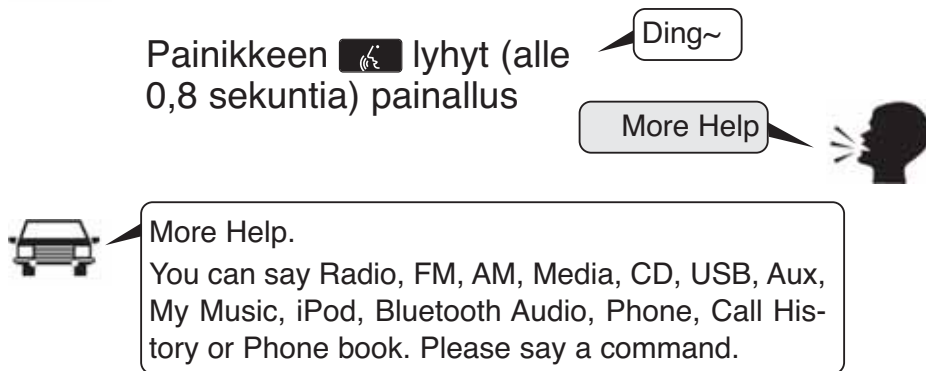 Painikkeen lyhyt (alle
0,8 sekuntia) painallus
Ding~
More Help
More Help.
You can say Radio, FM, AM, Media, CD, USB, Aux,
My Music, iPod, Bluetooth Audio, Phone, Call His-
tory or Phone book. Please say a command.